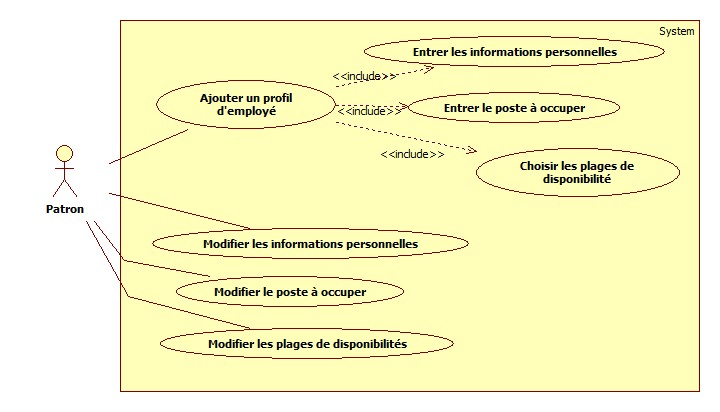 System
Entrer les informations personnelles
<<include>>
Ajouter un profil
d'employé
<<include>>
Entrer le poste à occuper
<<include>>
Choisir les plages de
disponibilité
Patron
Modifier les informations personnelles
Modifier le poste à occuper
Modifier les plages de disponibilités